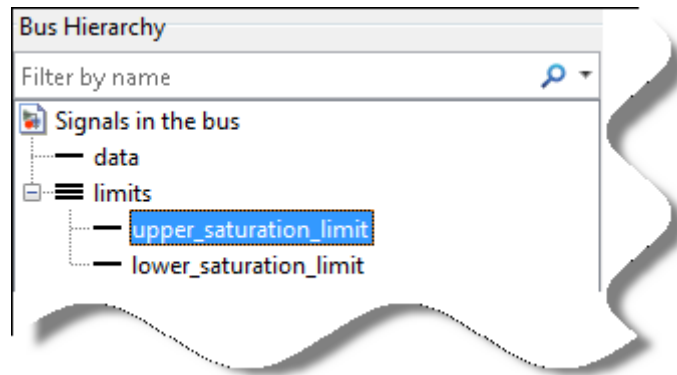 Bus Hierarchy
Filter by name
Signals in the bus
data
limits
upper_saturation_limit
lower_saturation_limit